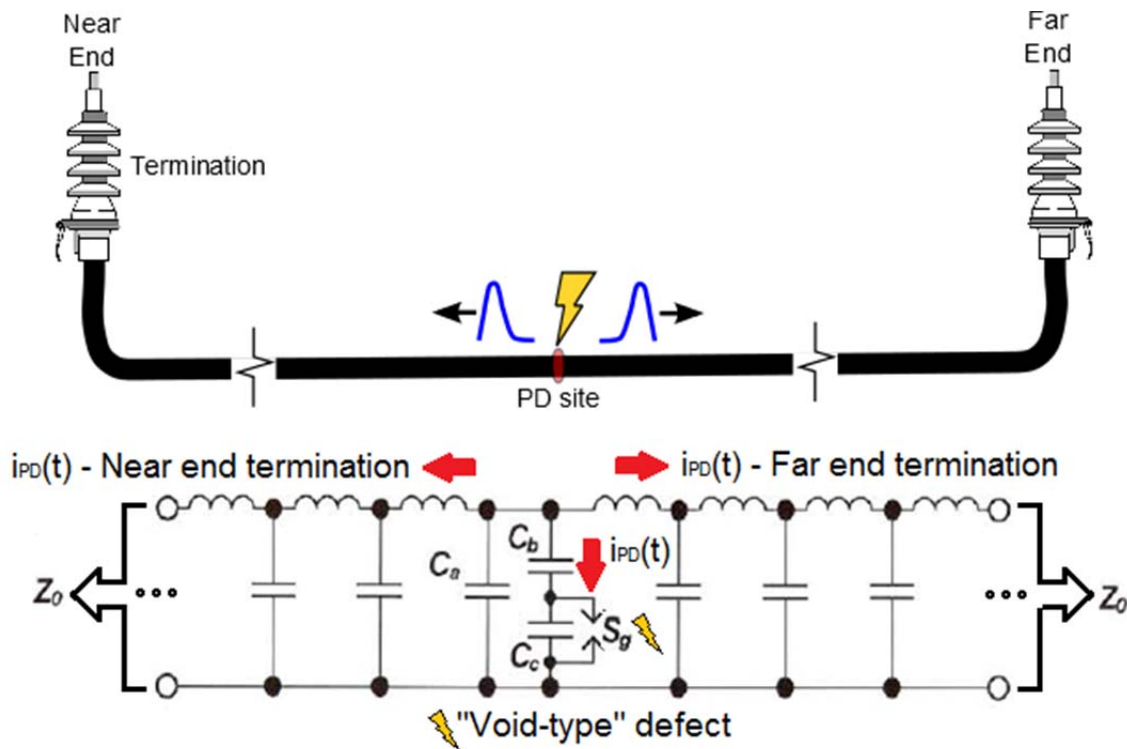 Near
End
Far
End
Termination
PD site
iPD(t) - Near end termination
iPD(t) - Far end termination
Cb
iPD(t)
Ca
Z0
Sg
Z0
Cc
"Void-type" defect